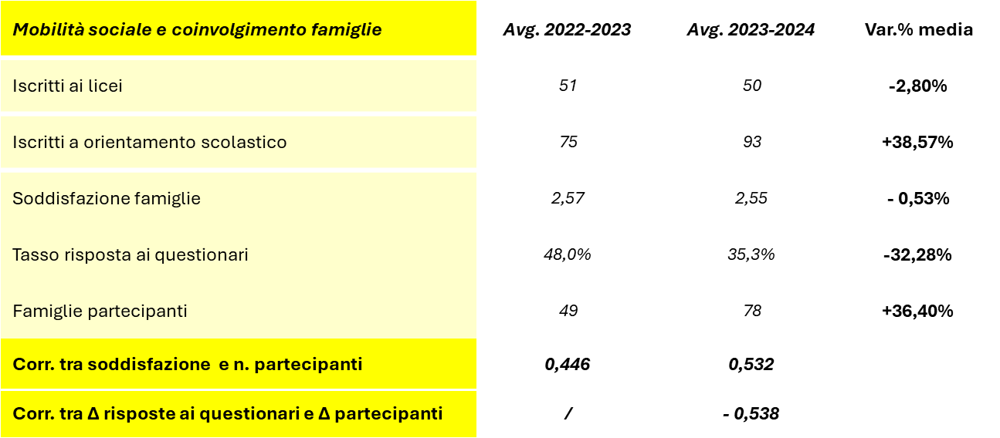 Mobilità sociale e coinvolgimento famiglie Avg. 2022-2023 Avg. 2023-2024 Var.% media
Iscritti ai licei 51 50 -2,80%
Iscritti a orientamento scolastico 75 93 +38,57%
Soddisfazione famiglie 2,57 2,55 - 0,53%
Tasso risposta ai questionari 48,0% 35,3% -32,28%
Famiglie partecipanti 49 78 +36,40%
Corr. tra soddisfazione e n. partecipanti 0,446 0,532
Corr. tra Δ risposte ai questionari e Δ partecipanti / - 0,538